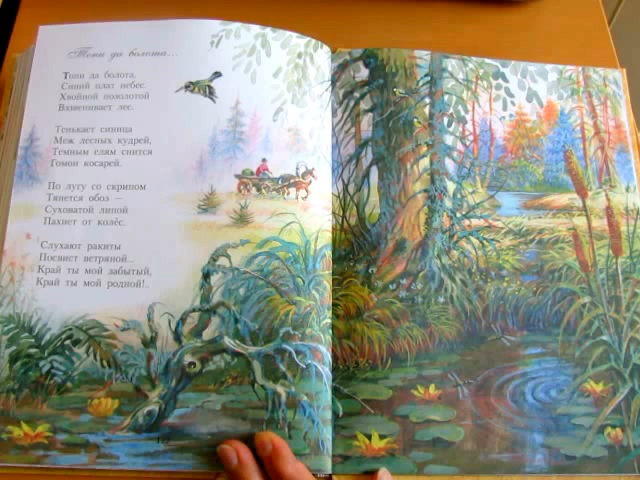 Топи да болота...
Топи да болота,
Синий плат небес.
Хвойной позолотой
Взвенивает лес.
Тенькает синица
Меж лесных кудрей,
Темным елям снится
Гомон косарей.
По лугу со скрипом
Тянется обоз —
Суховатой липой
Пахнет от колёс.
Слухают ракиты
Посвист ветряной...
Край ты мой забытый,
Край ты мой родной!..